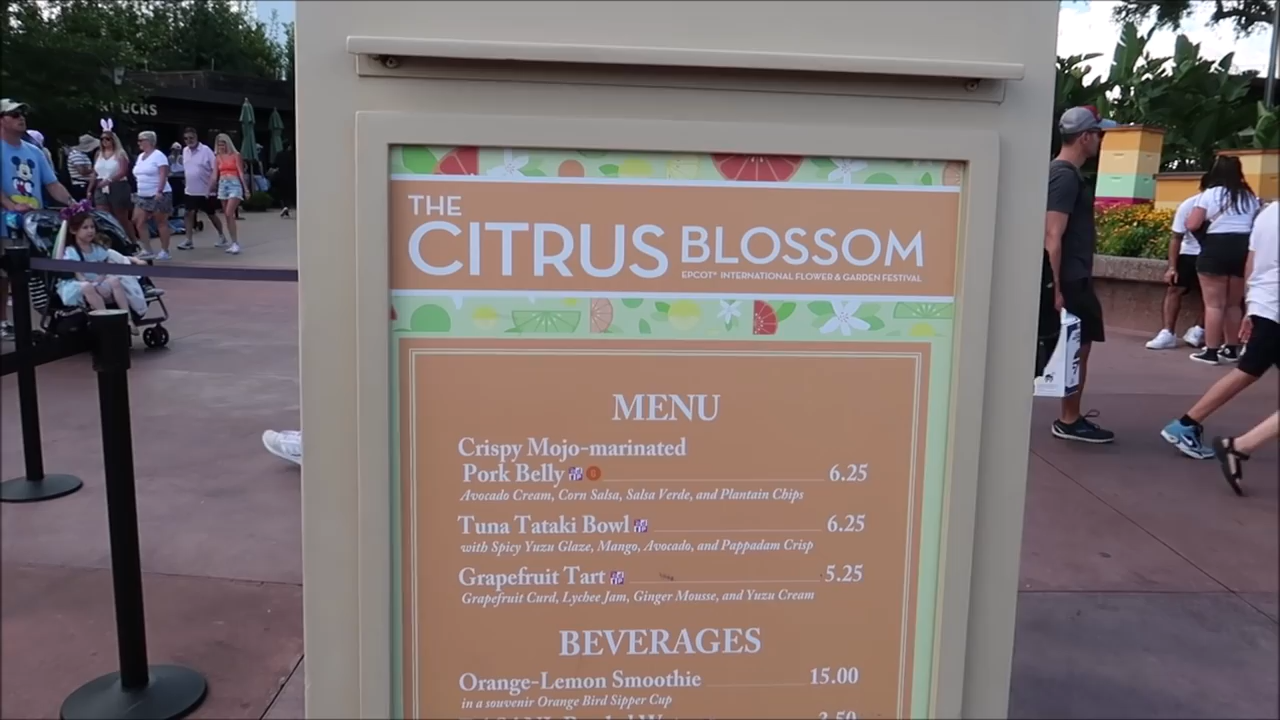 THE
CITRUS BLOSSOM
EPCOT® INTERNATIONAL FLOWER & GARDEN FESTIVAL
MENU
Crispy Mojo-marinated
Pork Belly 6.25
Avocado Cream, Corn Salsa, Salsa Verde, and Plantain Chips
Tuna Tataki Bowl 6.25
with Spicy Yuzu Glaze, Mango, Avocado, and Pappadam Crisp
Grapefruit Tart 5.25
Grapefruit Curd, Lychee Jam, Ginger Mousse, and Yuzu Cream
BEVERAGES
Orange-Lemon Smoothie 15.00
in a souvenir Orange Bird Sipper Cup
3.50